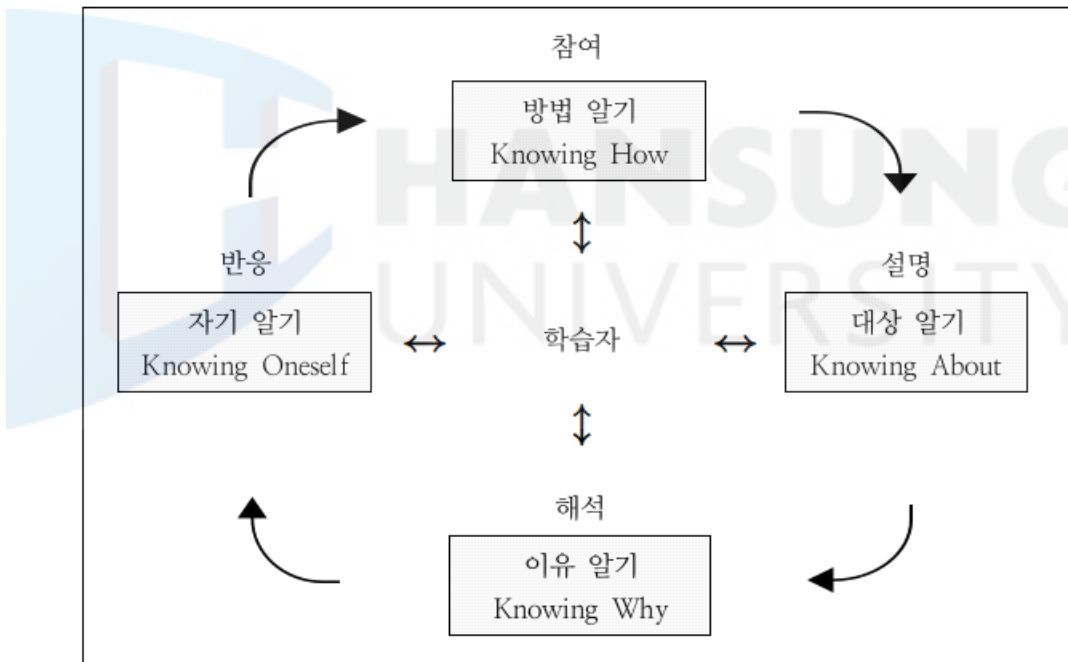 참여
방법 알기
Knowing How
HANSUNG
UNIVERSITY
반응
자기 알기
Knowing Oneself
학습자
설명
대상 알기
Knowing About
해석
이유 알기
Knowing Why